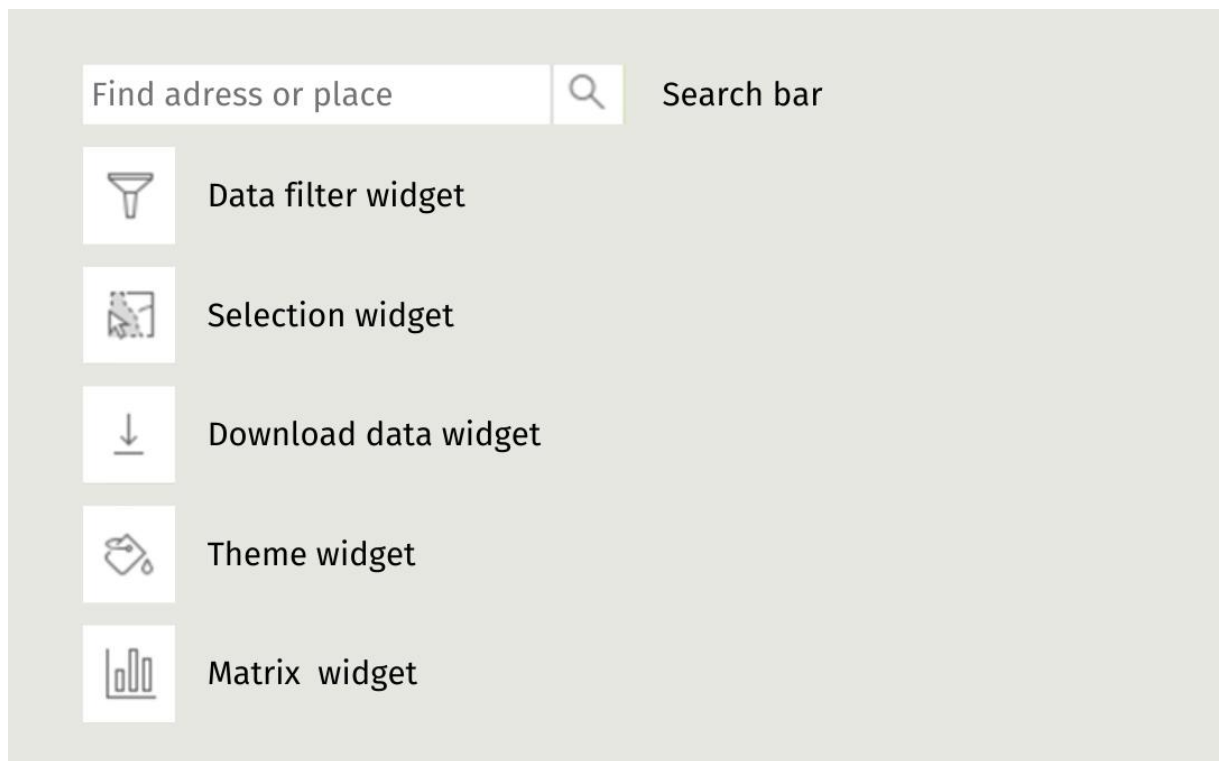 Find adress or place Search bar
Data filter widget
Selection widget
Download data widget
Theme widget
Matrix widget